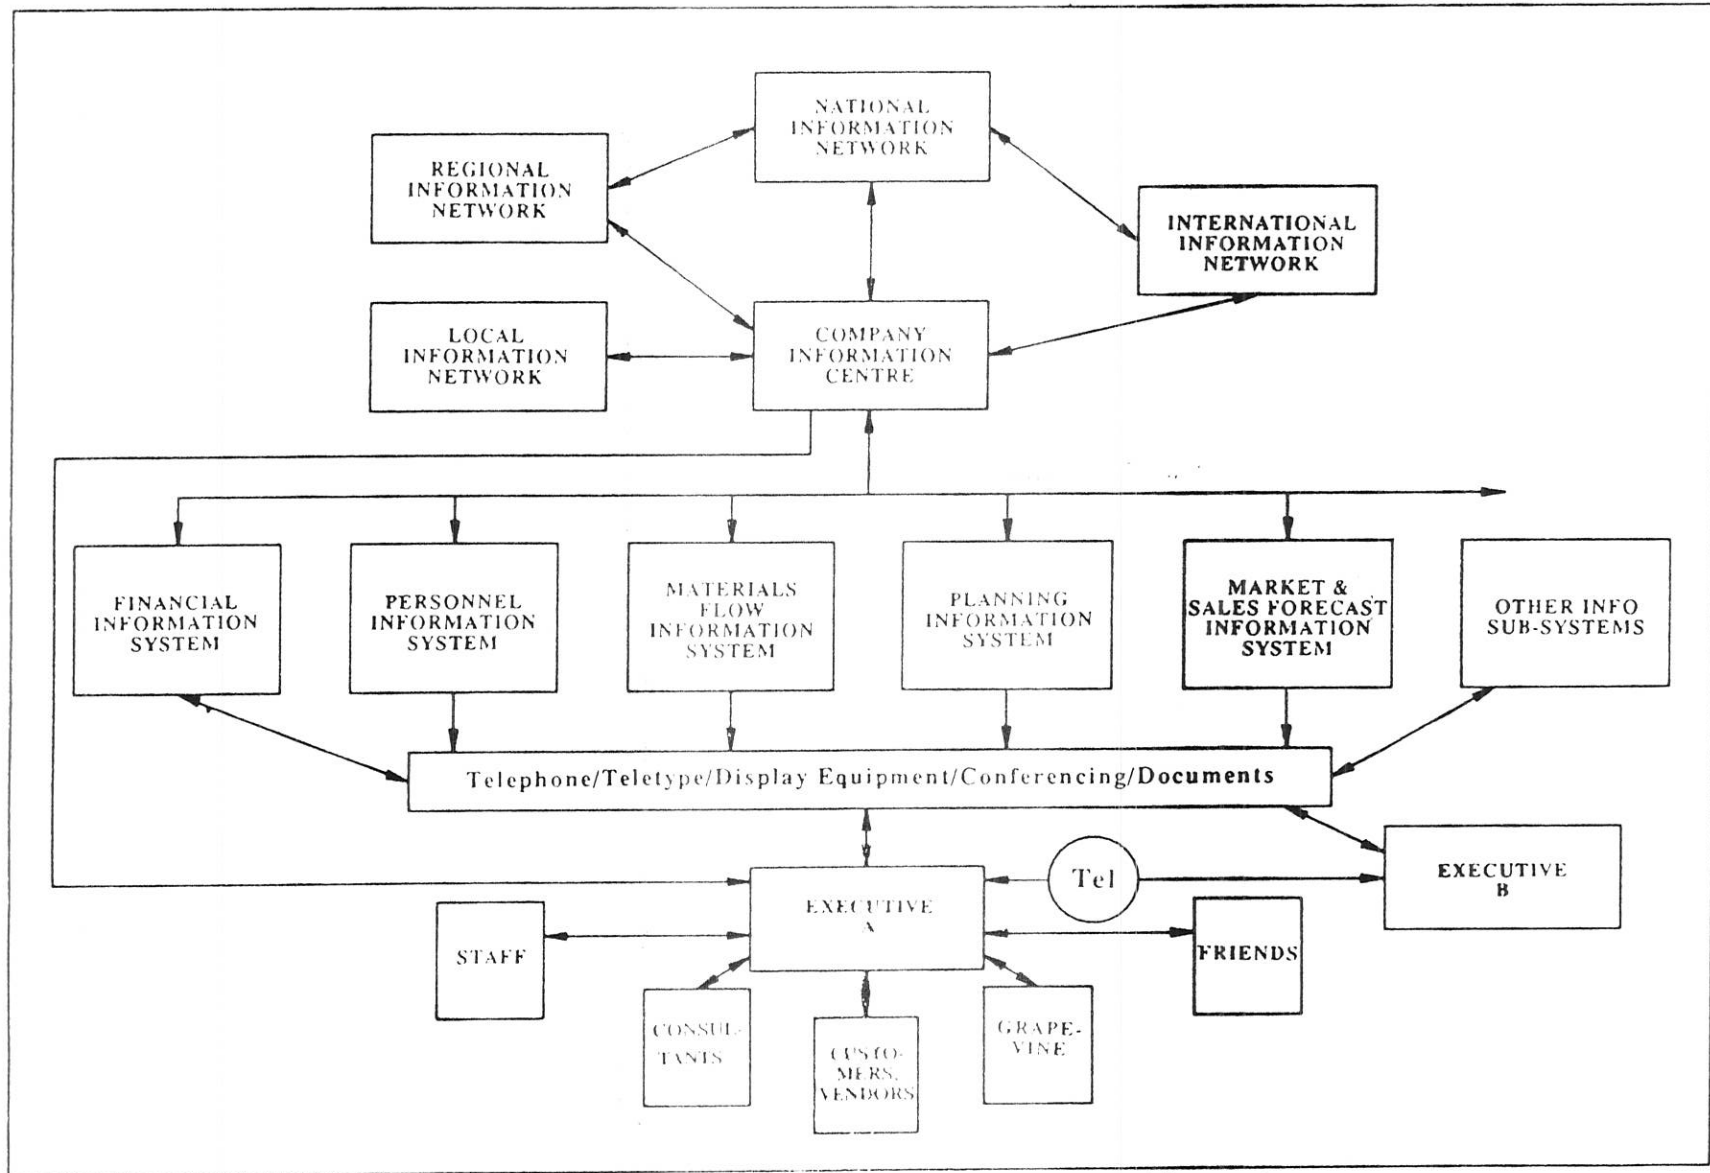 NATIONAL
INFORMATION
NETWORK
REGIONAL
INFORMATION
NETWORK
INTERNATIONAL
INFORMATION
NETWORK
LOCAL
INFORMATION
NETWORK
COMPANY
INFORMATION
CENTRE
FINANCIAL
INFORMATION
SYSTEM
PERSONNEL
INFORMATION
SYSTEM
MATERIALS
FLOW
INFORMATION
SYSTEM
PLANNING
INFORMATION
SYSTEM
MARKET &
SALES FORECAST
INFORMATION
SYSTEM
OTHER INFO
SUB-SYSTEMS
Telephone/Teletype/Display Equipment/Conferencing/Documents
EXECUTIVE
A
Tel
EXECUTIVE
B
STAFF
FRIENDS
CONSUL-
TANTS
CUSTO-
MERS,
VENDORS
GRAPE-
VINE